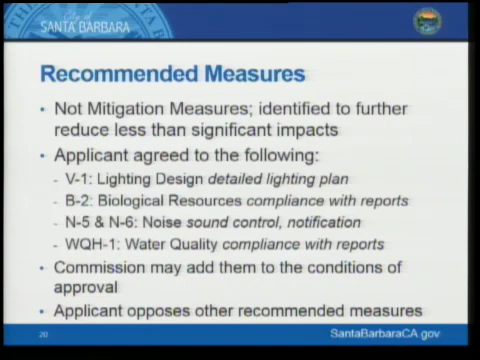 City of
SANTA BARBARA
Recommended Measures
• Not Mitigation Measures; identified to further
reduce less than significant impacts
• Applicant agreed to the following:
- V-1: Lighting Design detailed lighting plan
- B-2: Biological Resources compliance with reports
- N-5 & N-6: Noise sound control, notification
- WQH-1: Water Quality compliance with reports
• Commission may add them to the conditions of
approval
• Applicant opposes other recommended measures
20
SantaBarbaraCA.gov